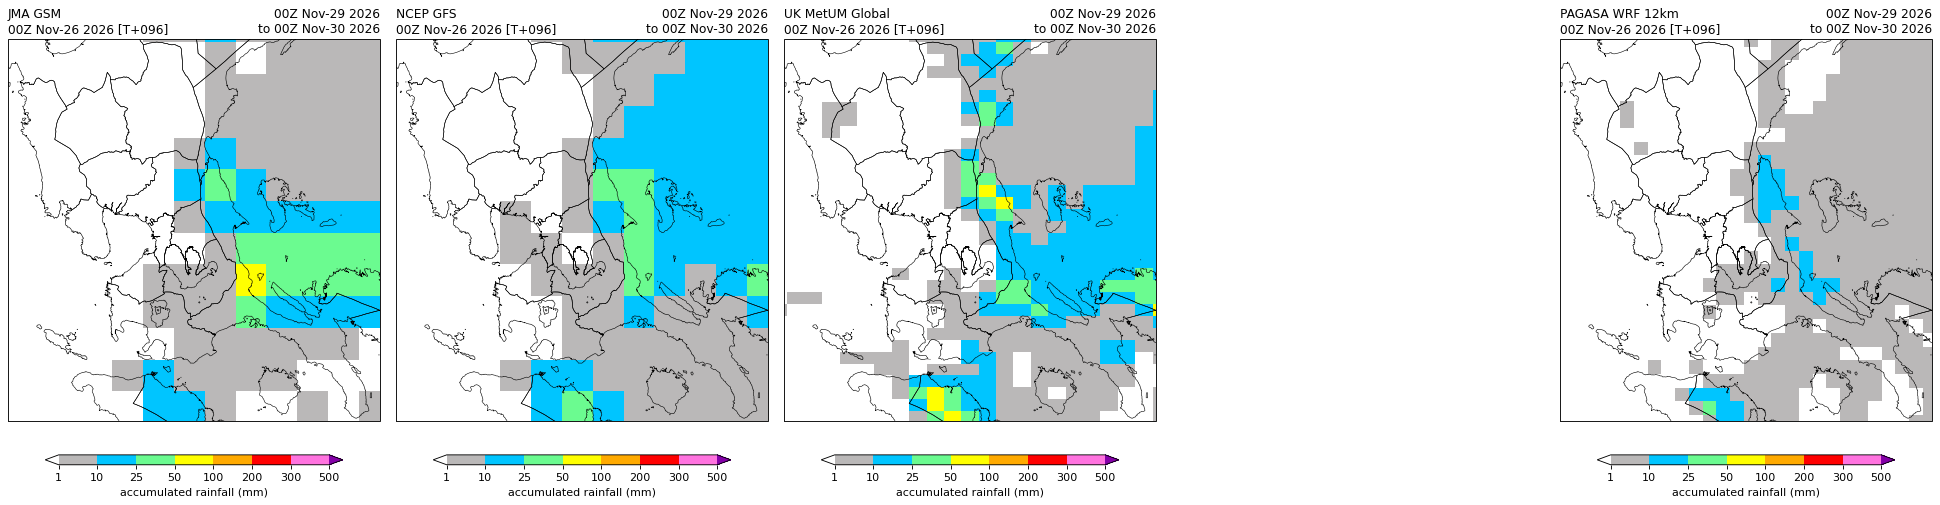 JMA GSM 00Z Nov-29 2026
00Z Nov-26 2026 [T+096] to 00Z Nov-30 2026
1 10 25 50 100 200 300 500
accumulated rainfall (mm)
NCEP GFS 00Z Nov-29 2026
00Z Nov-26 2026 [T+096] to 00Z Nov-30 2026
1 10 25 50 100 200 300 500
accumulated rainfall (mm)
UK MetUM Global 00Z Nov-29 2026
00Z Nov-26 2026 [T+096] to 00Z Nov-30 2026
1 10 25 50 100 200 300 500
accumulated rainfall (mm)
PAGASA WRF 12km 00Z Nov-29 2026
00Z Nov-26 2026 [T+096] to 00Z Nov-30 2026
1 10 25 50 100 200 300 500
accumulated rainfall (mm)